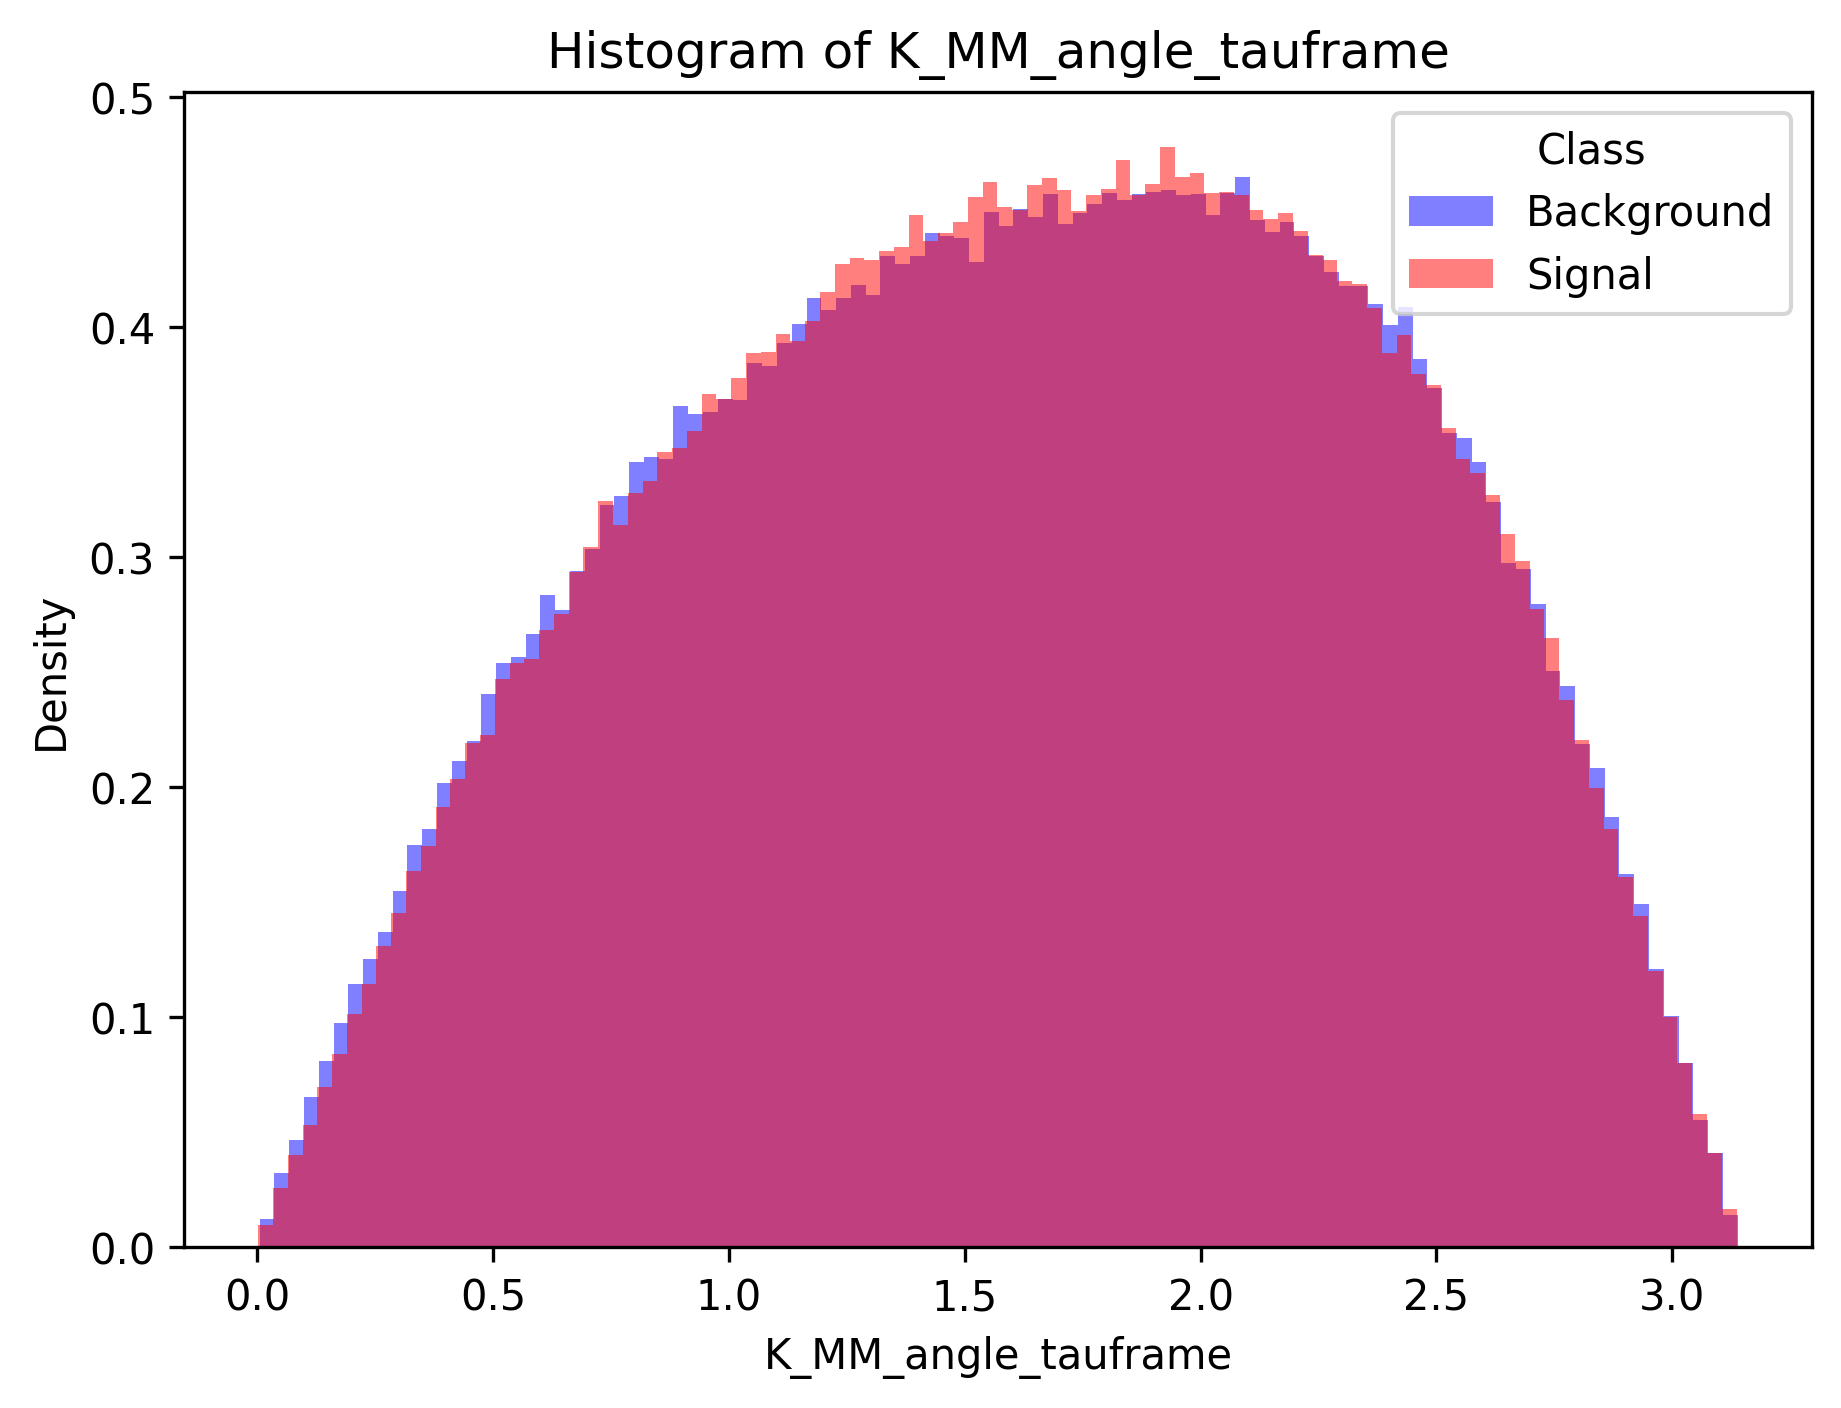 Histogram of K_MM_angle_tauframe
Class
Background
Signal
Density
0.5
0.4
0.3
0.2
0.1
0.0
0.0 0.5 1.0 1.5 2.0 2.5 3.0
K_MM_angle_tauframe